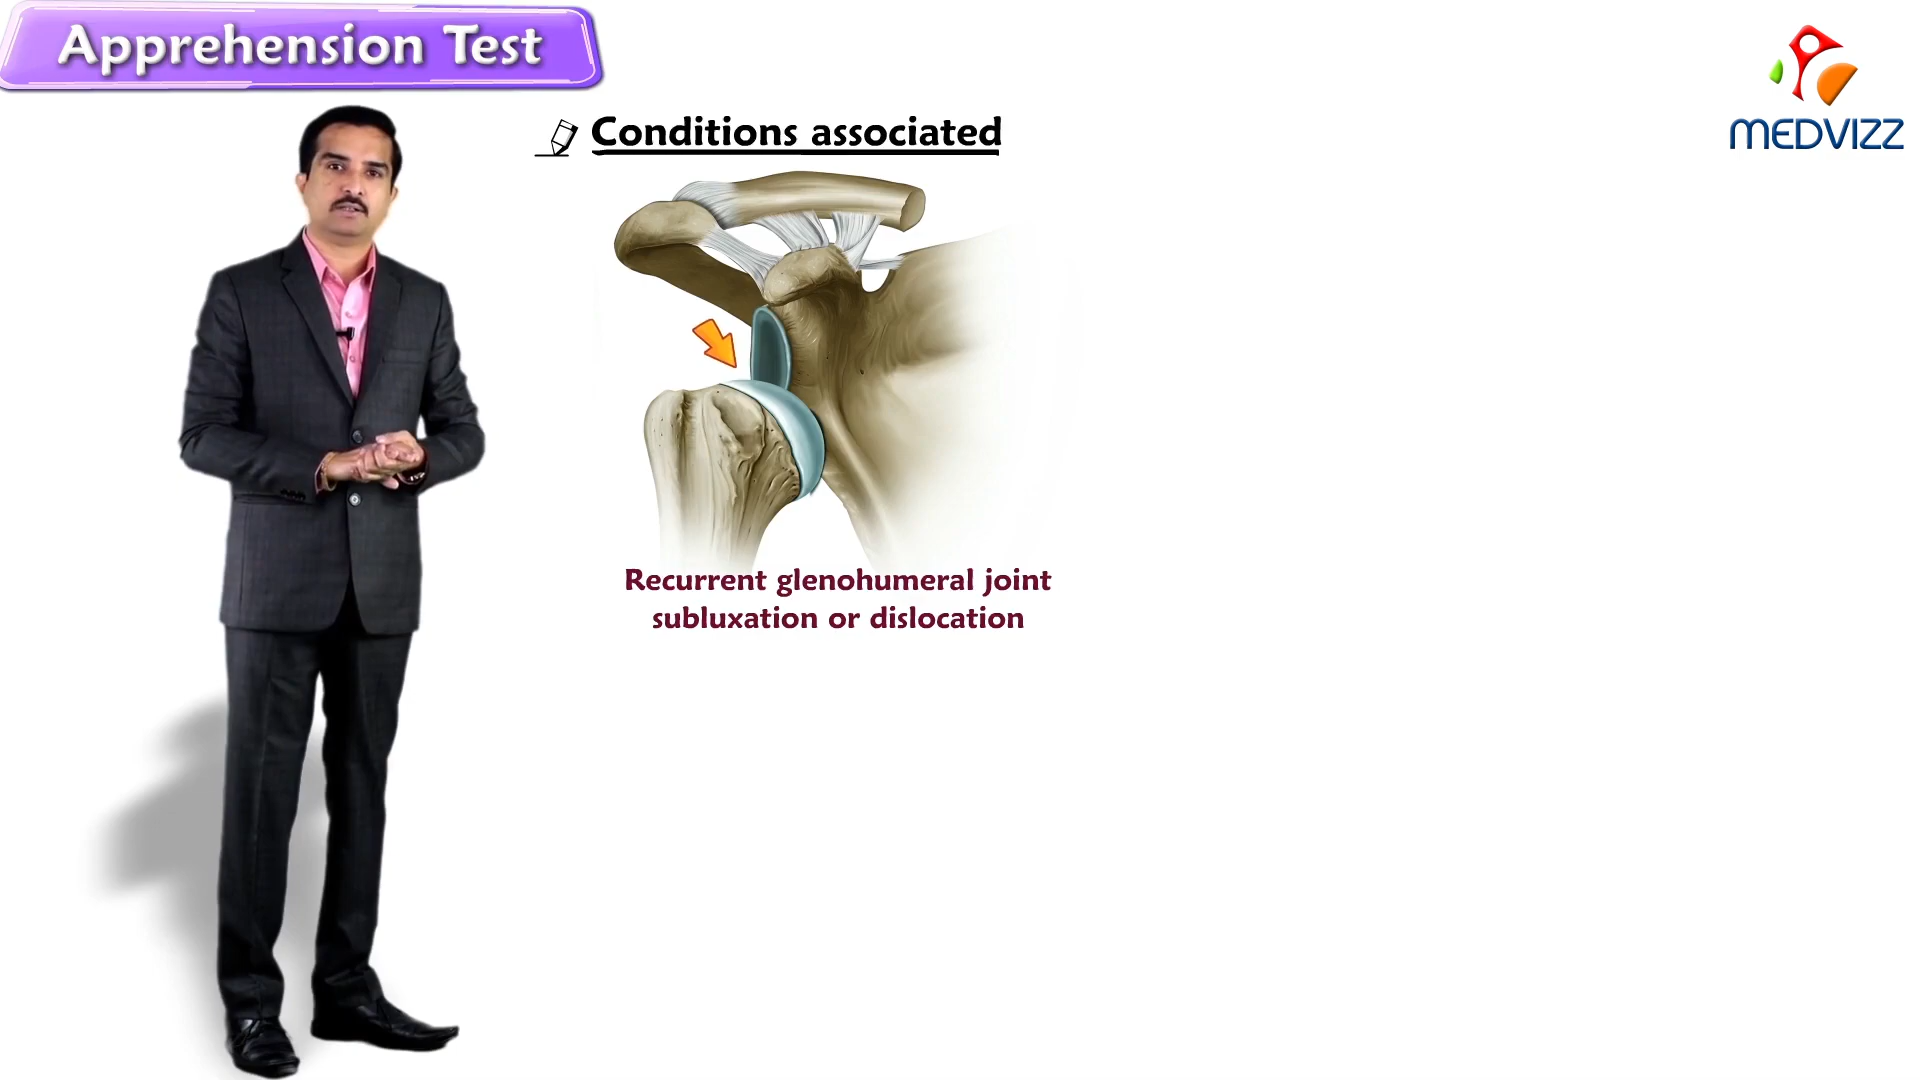 Apprehension Test
MEDVIZZ
Conditions associated
Recurrent glenohumeral joint
subluxation or dislocation